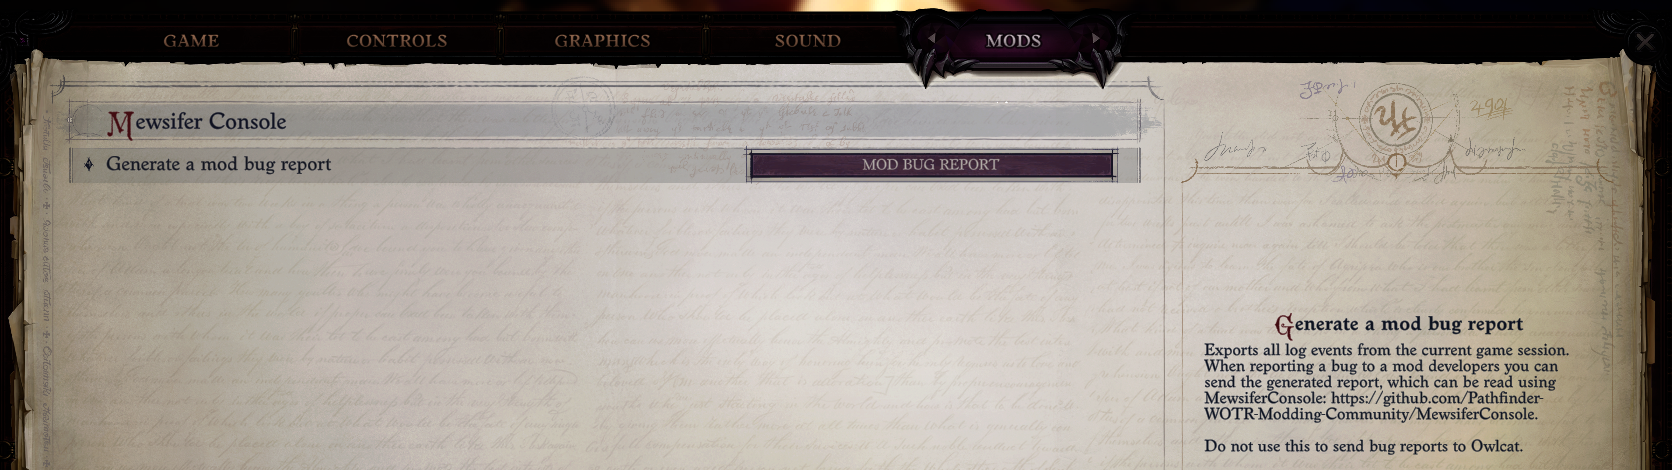 GAME
CONTROLS
GRAPHICS
SOUND
MODS
Mewsifer Console
Generate a mod bug report
MOD BUG REPORT
Generate a mod bug report
Exports all log events from the current game session.
When reporting a bug to a mod developers you can
send the generated report, which can be read using
MewsiferConsole: https://github.com/Pathfinder-
WOTR-Modding-Community/MewsiferConsole.
Do not use this to send bug reports to Owlcat.